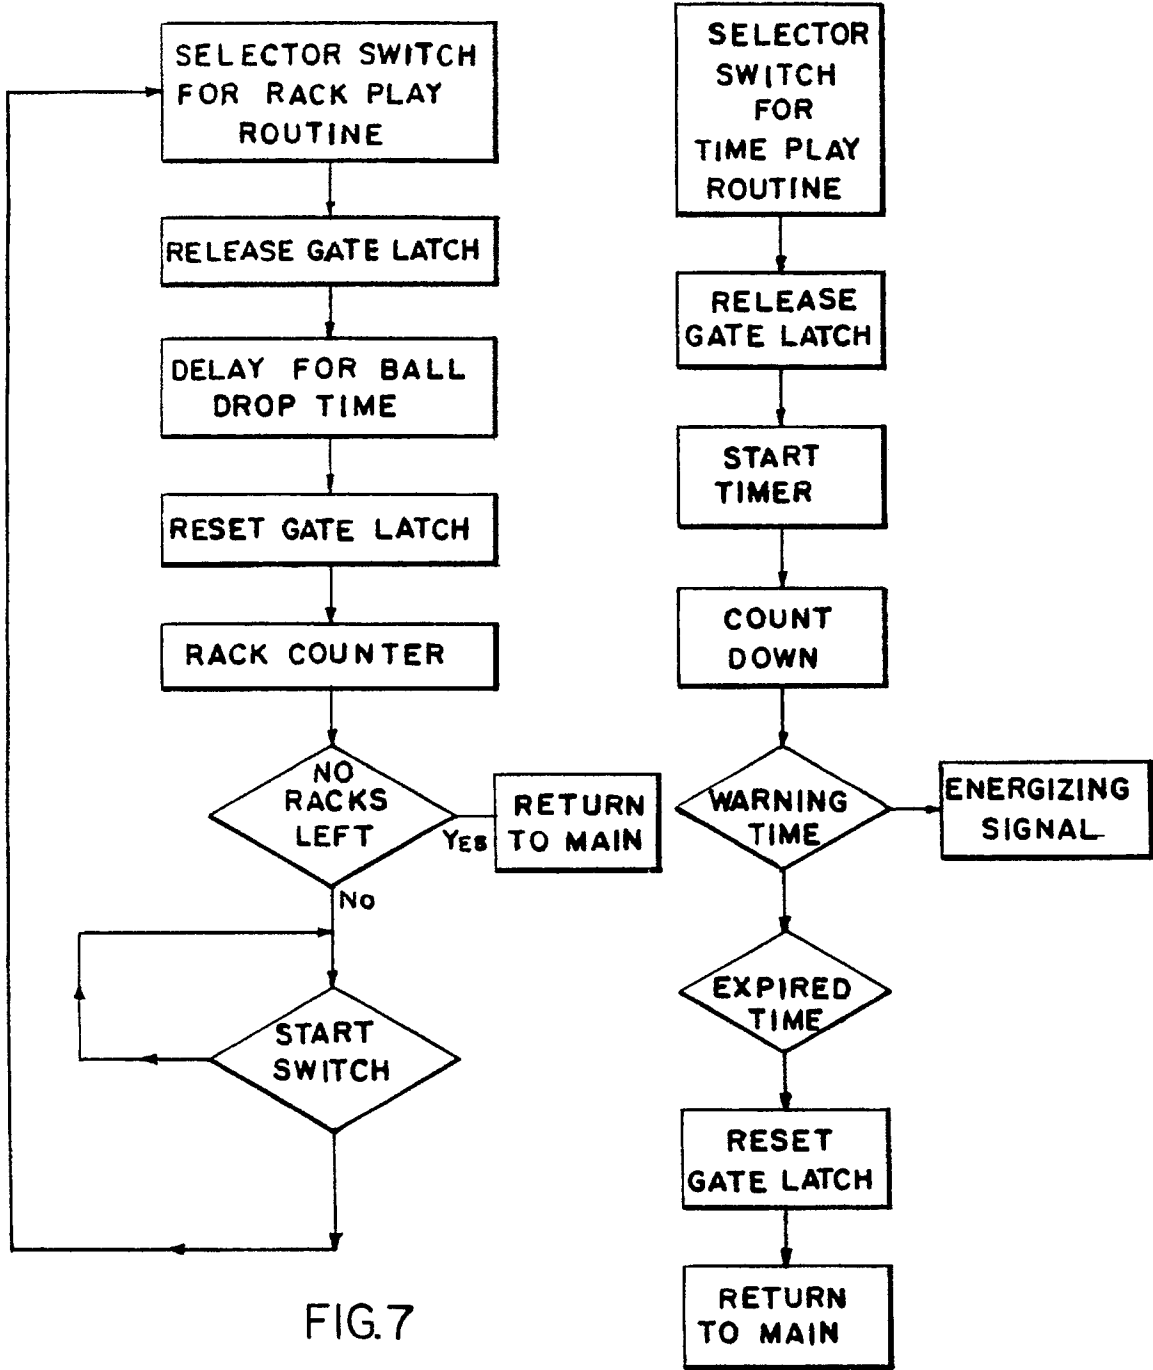 SELECTOR SWITCH
FOR RACK PLAY
ROUTINE
RELEASE GATE LATCH
DELAY FOR BALL
DROP TIME
RESET GATE LATCH
RACK COUNTER
NO
RACKS
LEFT
YES
RETURN
TO MAIN
No
START
SWITCH
SELECTOR
SWITCH
FOR
TIME PLAY
ROUTINE
RELEASE
GATE LATCH
START
TIMER
COUNT
DOWN
WARNING
TIME
ENERGIZING
SIGNAL
EXPIRED
TIME
RESET
GATE LATCH
RETURN
TO MAIN
FIG.7